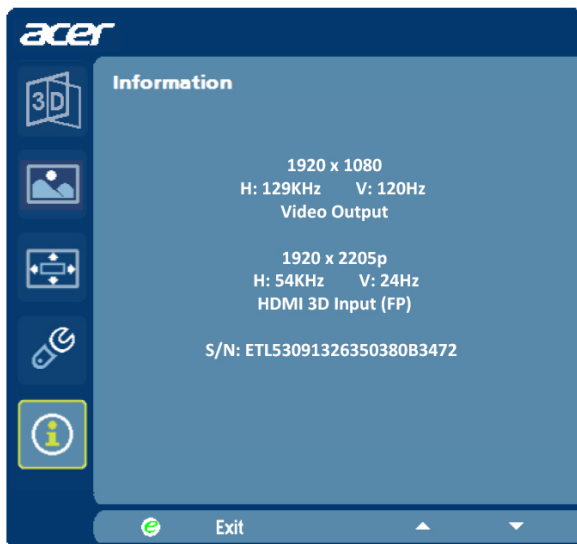 acer
3D
Information
1920 x 1080
H: 129KHz V: 120Hz
Video Output
1920 x 2205p
H: 54KHz V: 24Hz
HDMI 3D Input (FP)
S/N: ETL53091326350380B3472
e Exit